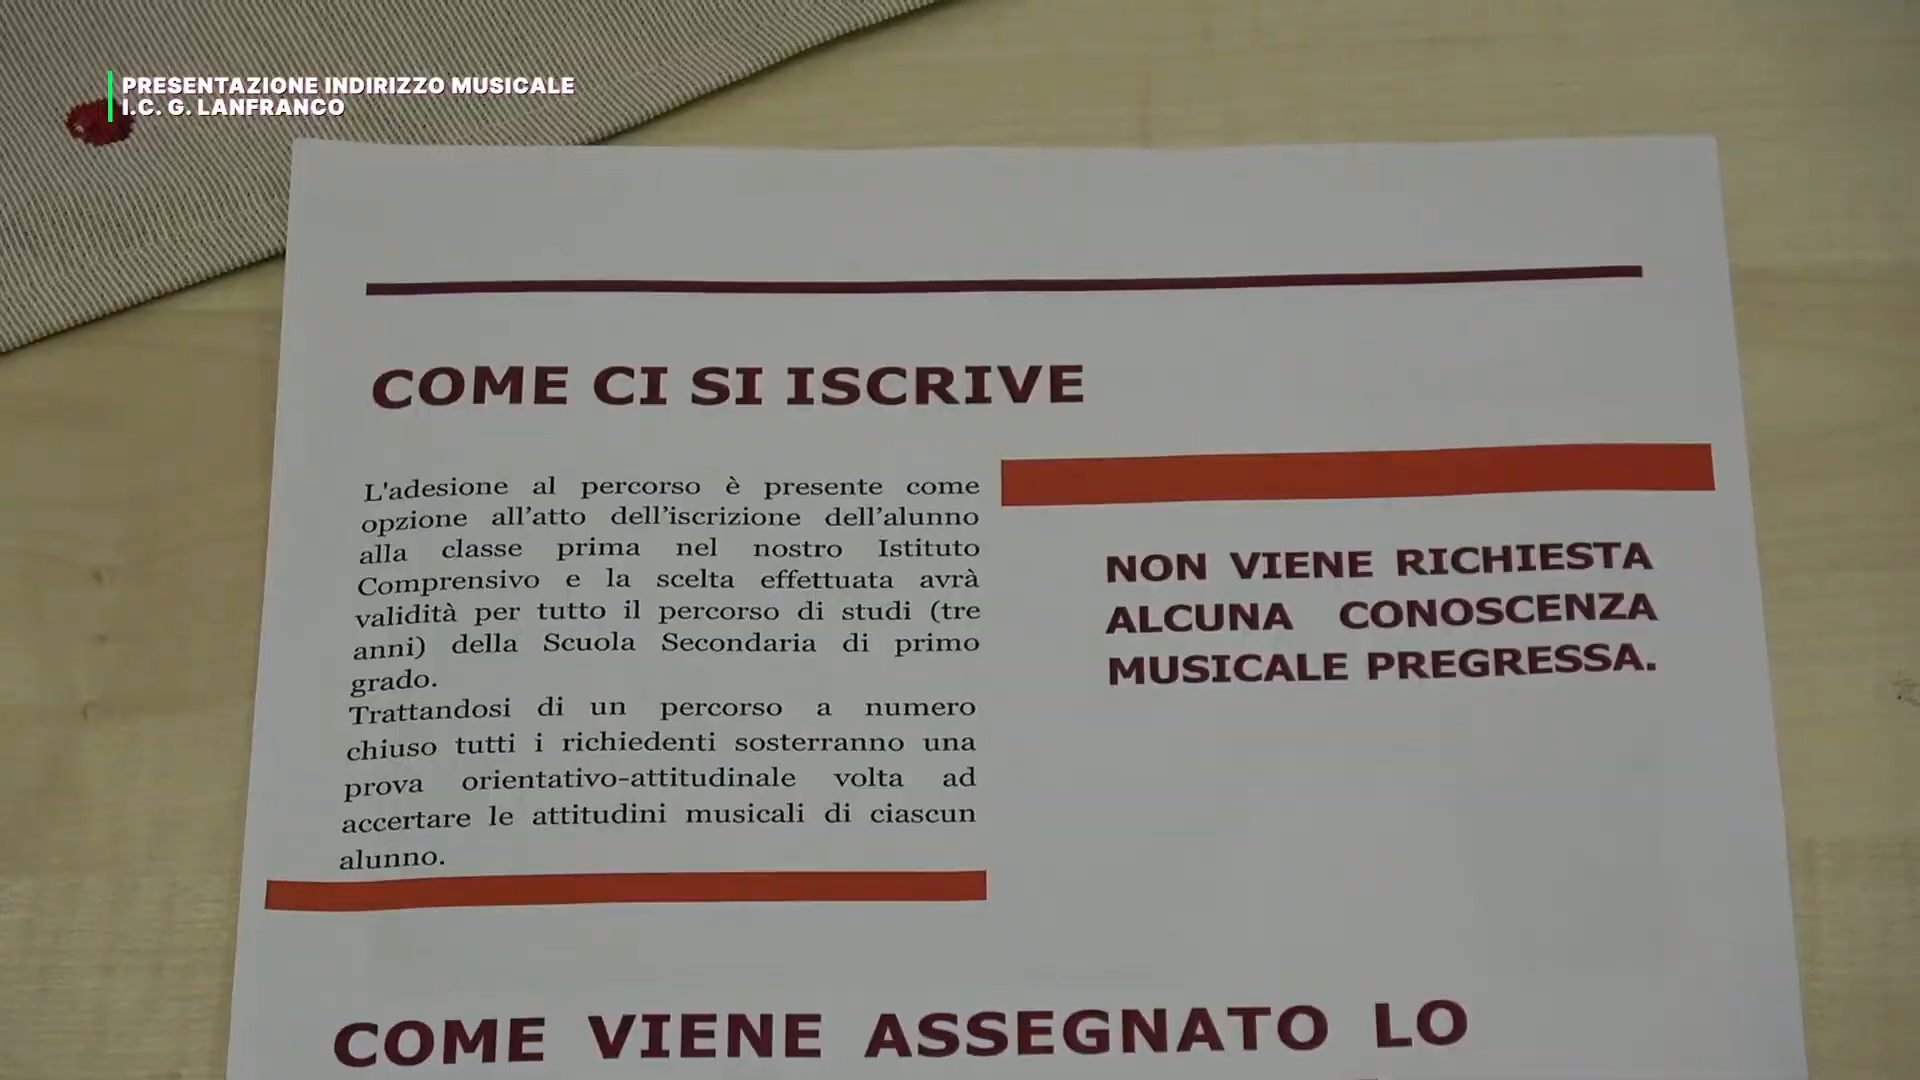 PRESENTAZIONE INDIRIZZO MUSICALE
I.C. G. LANFRANCO
COME CI SI ISCRIVE
L'adesione al percorso è presente come
opzione all'atto dell'iscrizione dell'alunno
alla classe prima nel nostro Istituto
Comprensivo e la scelta effettuata avrà
validità per tutto il percorso di studi (tre
anni) della Scuola Secondaria di primo
grado.
Trattandosi di un percorso a numero
chiuso tutti i richiedenti sosterranno una
prova orientativo-attitudinale volta ad
accertare le attitudini musicali di ciascun
alunno.
NON VIENE RICHIESTA
ALCUNA CONOSCENZA
MUSICALE PREGRESSA.
COME VIENE ASSEGNATO LO